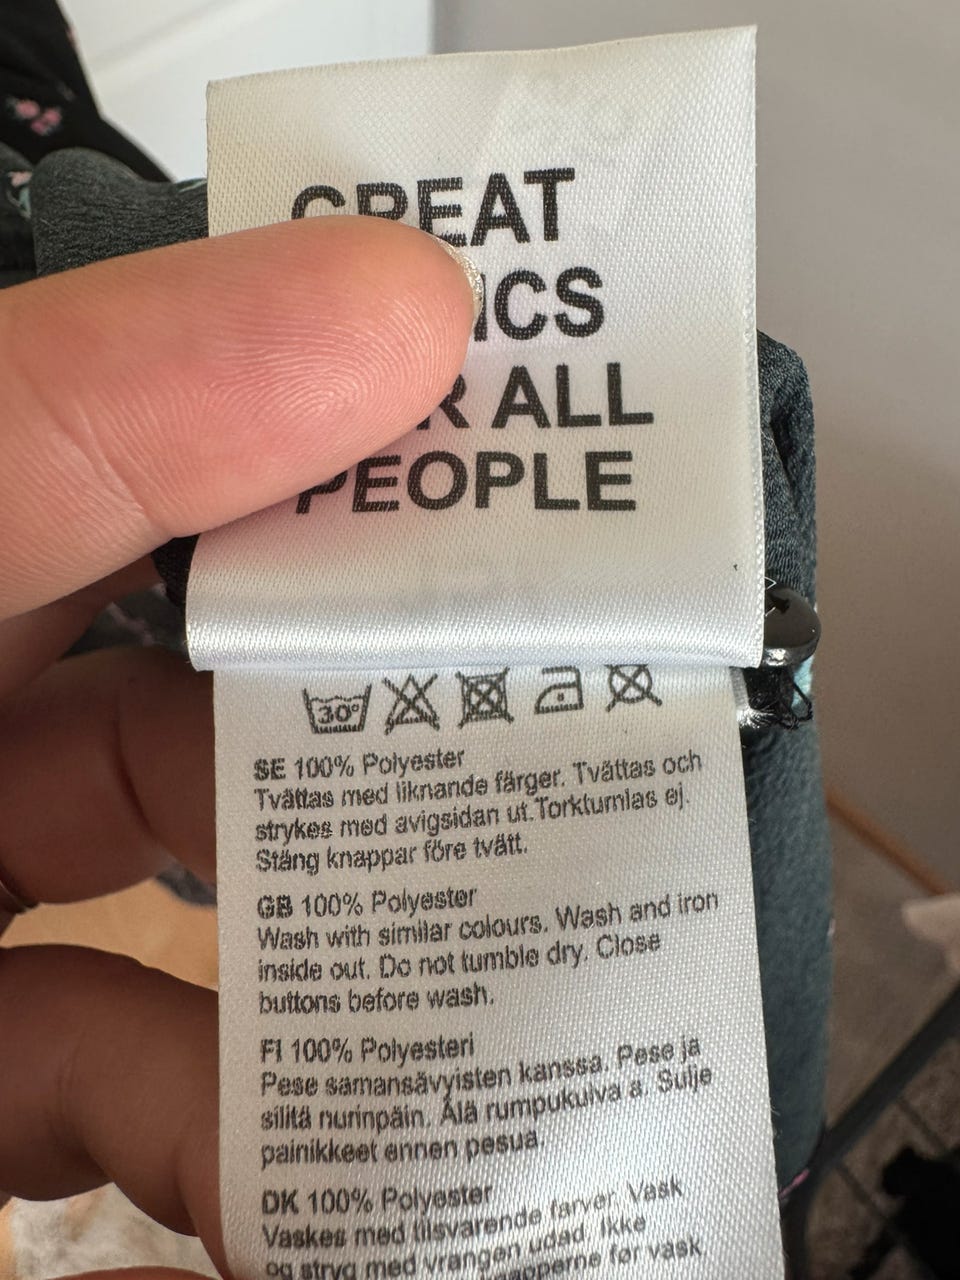 GREAT
ICS
R ALL
PEOPLE
30°
SE 100% Polyester
Tvättas med liknande färger. Tvättas och
strykes med avigsidan ut.Torktumlas ej.
Stäng knappar före tvätt.
GB 100% Polyester
Wash with similar colours. Wash and iron
inside out. Do not tumble dry. Close
buttons before wash.
FI 100% Polyesteri
Pese samansävyisten kanssa. Pese ja
silitä nurinpäin. Älä rumpukuiva a. Sulje
painikkeet ennen pesua.
DK 100% Polyester
Vaskes med tilsvarende farver. Vask
og stryg med vrangen udad. Ikke
knapperne før vask